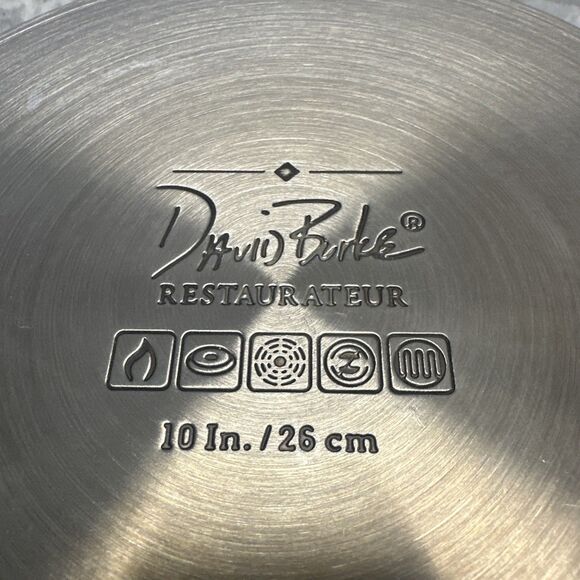 David Burke®
RESTAURATEUR
10 In. / 26 cm